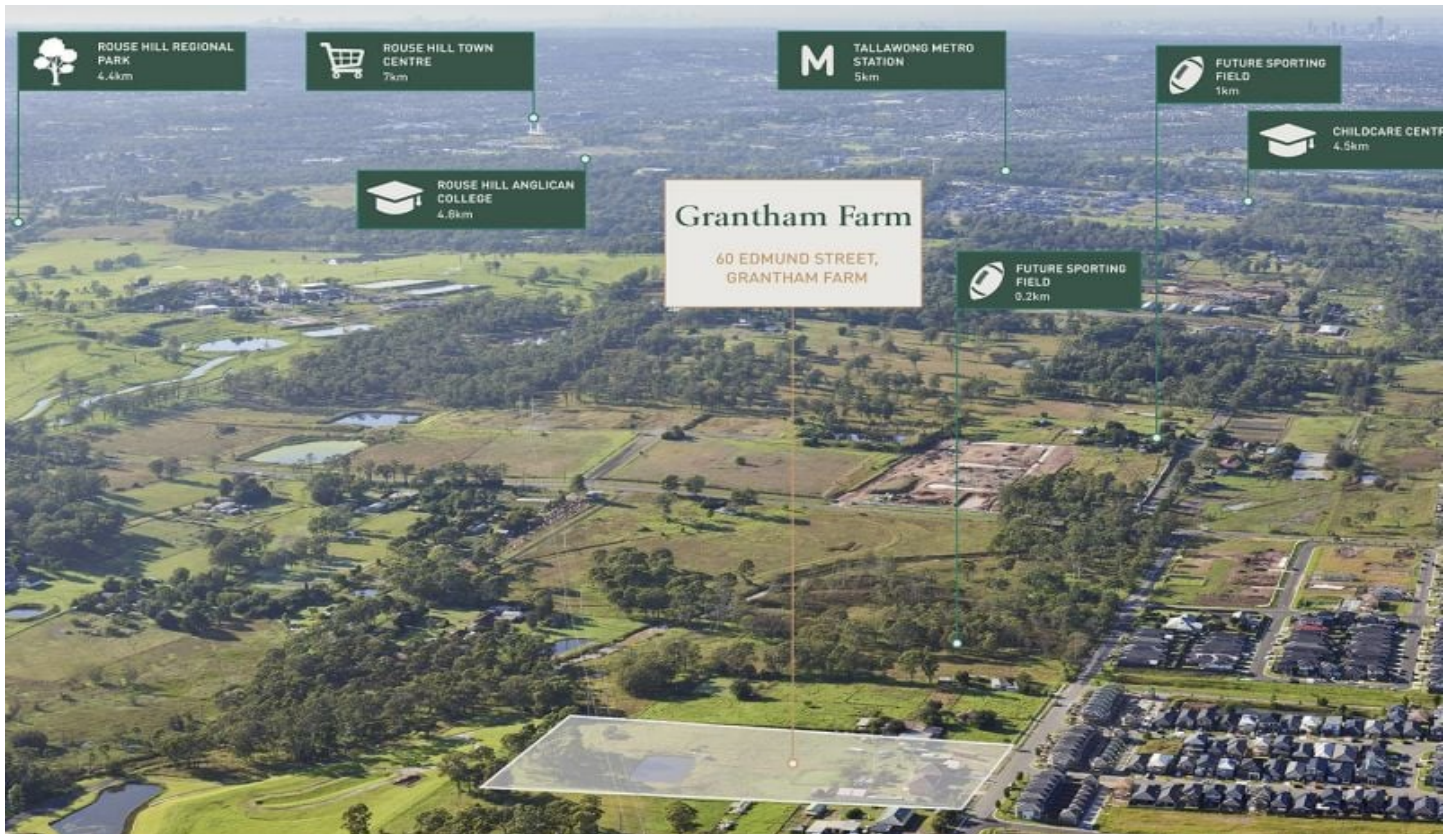 ROUSE HILL REGIONAL
PARK
4.4km
ROUSE HILL TOWN
CENTRE
7km
M
TALLAWONG METRO
STATION
5km
FUTURE SPORTING
FIELD
1km
CHILDCARE CENTR
4.5km
ROUSE HILL ANGLICAN
COLLEGE
4.8km
Grantham Farm
60 EDMUND STREET,
GRANTHAM FARM
FUTURE SPORTING
FIELD
0.2km